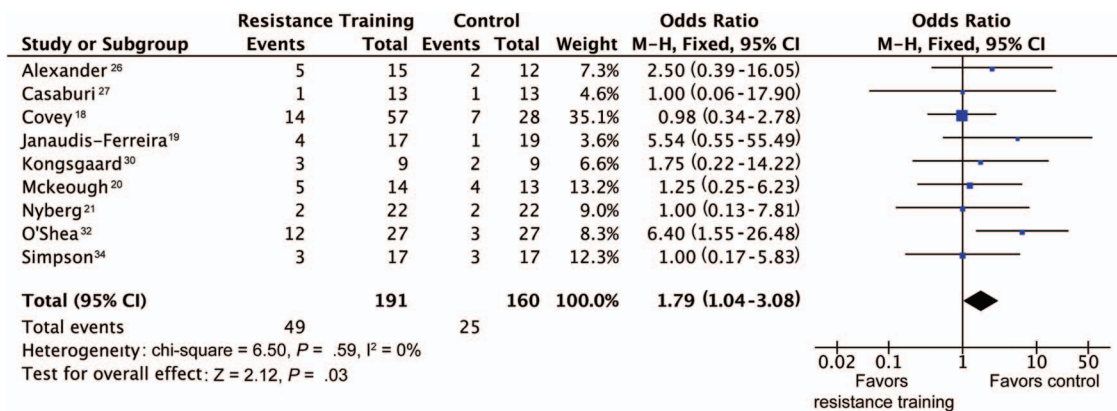 Resistance Training Control Odds Ratio Odds Ratio
Study or Subgroup Events Total Events Total Weight M-H, Fixed, 95% CI M-H, Fixed, 95% CI
Alexander 26 5 15 2 12 7.3% 2.50 (0.39-16.05)
Casaburi 27 1 13 1 13 4.6% 1.00 (0.06-17.90)
Covey 18 14 57 7 28 35.1% 0.98 (0.34-2.78)
Janaudis-Ferreira 19 4 17 1 19 3.6% 5.54 (0.55-55.49)
Kongsgaard 30 3 9 2 9 6.6% 1.75 (0.22-14.22)
Mckeough 20 5 14 4 13 13.2% 1.25 (0.25-6.23)
Nyberg 21 2 22 2 22 9.0% 1.00 (0.13-7.81)
O'Shea 32 12 27 3 27 8.3% 6.40 (1.55-26.48)
Simpson 34 3 17 3 17 12.3% 1.00 (0.17-5.83)
Total (95% CI) 191 160 100.0% 1.79 (1.04-3.08)
Total events 49 25
Heterogeneity: chi-square = 6.50, P = .59, I² = 0%
Test for overall effect: Z = 2.12, P = .03
0.02 0.1 1 10 50
Favors Favors control
resistance training